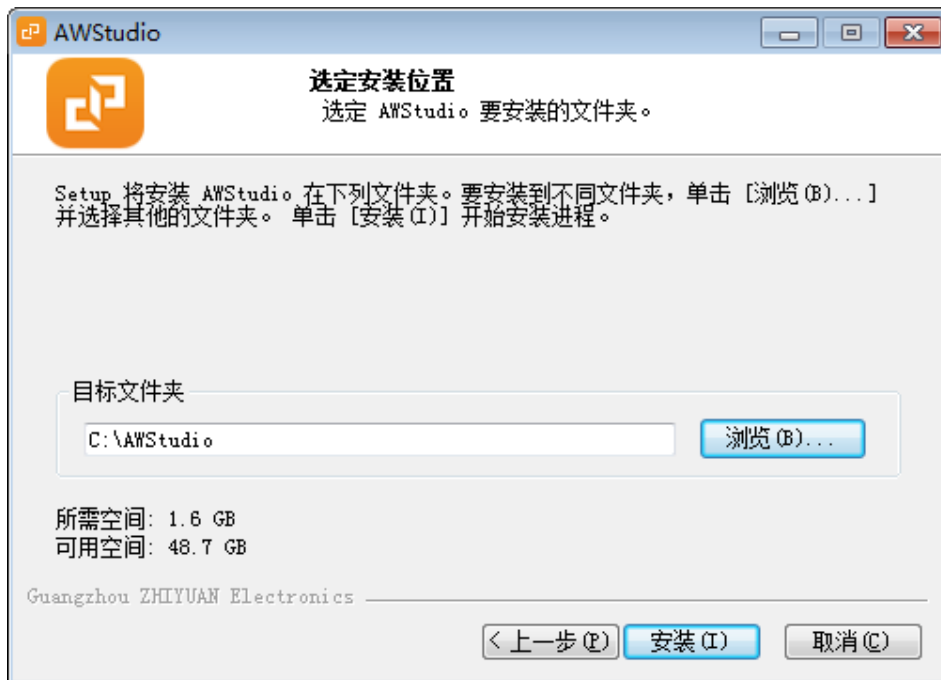 AWStudio
选定安装位置
选定 AWStudio 要安装的文件夹。
Setup 将安装 AWStudio 在下列文件夹。要安装到不同文件夹，单击 [浏览(B)...]
并选择其他的文件夹。 单击 [安装(I)] 开始安装进程。
目标文件夹
C:\AWStudio
浏览(B)...
所需空间: 1.6 GB
可用空间: 48.7 GB
Guangzhou ZHIYUAN Electronics
< 上一步(P) 安装(I) 取消(C)